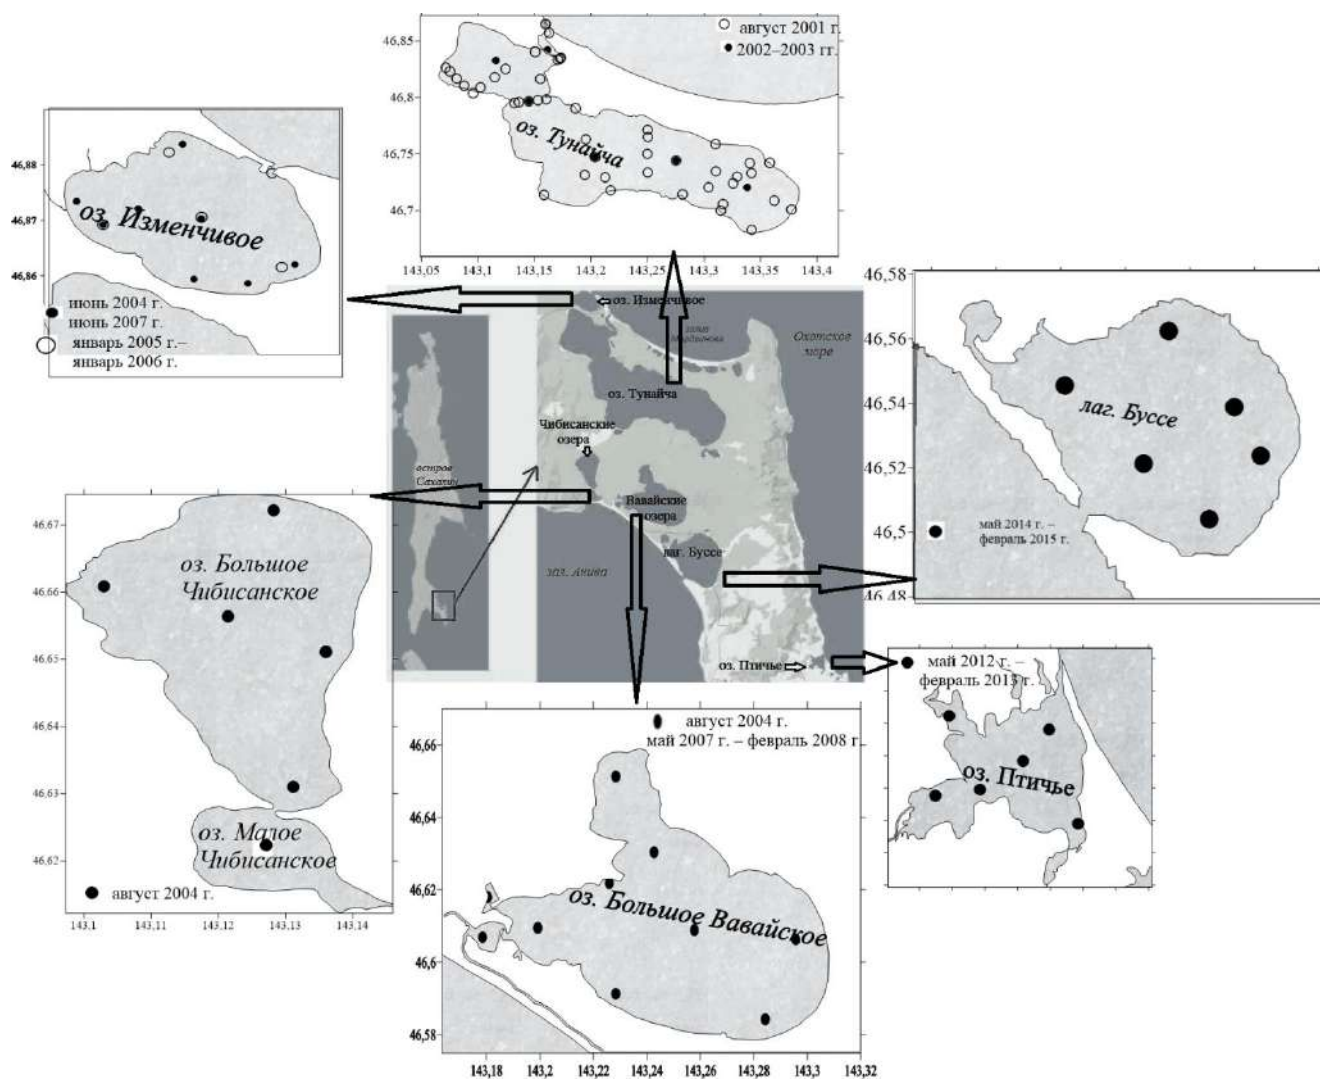 август 2001 г.
2002–2003 гг.
46,85
46,8
46,75
46,7
оз. Тунайча
143,05
143,1
143,15
143,2
143,25
143,3
143,35
143,4
46,88
46,87
46,86
оз. Изменчивое
июнь 2004 г.
июнь 2007 г.
январь 2005 г.–
январь 2006 г.
остров
Сахалин
оз. Изменчивое
Охотское
море
оз. Тунайча
Чибисанские
озера
Вавайские
озера
лаг. Буссе
зал. Анива
оз. Птичье
46,58
46,56
46,54
46,52
46,5
46,48
лаг. Буссе
май 2014 г. –
февраль 2015 г.
46,67
46,66
46,65
46,64
46,63
46,62
оз. Большое
Чибисанское
оз. Малое
Чибисанское
август 2004 г.
143.1
143,11
143,12
143,13
143,14
август 2004 г.
май 2007 г. – февраль 2008 г.
46,66
46,64
46,62
46,6
46,58
оз. Большое Вавайское
143,18
143,2
143,22
143,24
143,26
143,28
143,3
143,32
май 2012 г. –
февраль 2013 г.
оз. Птичье